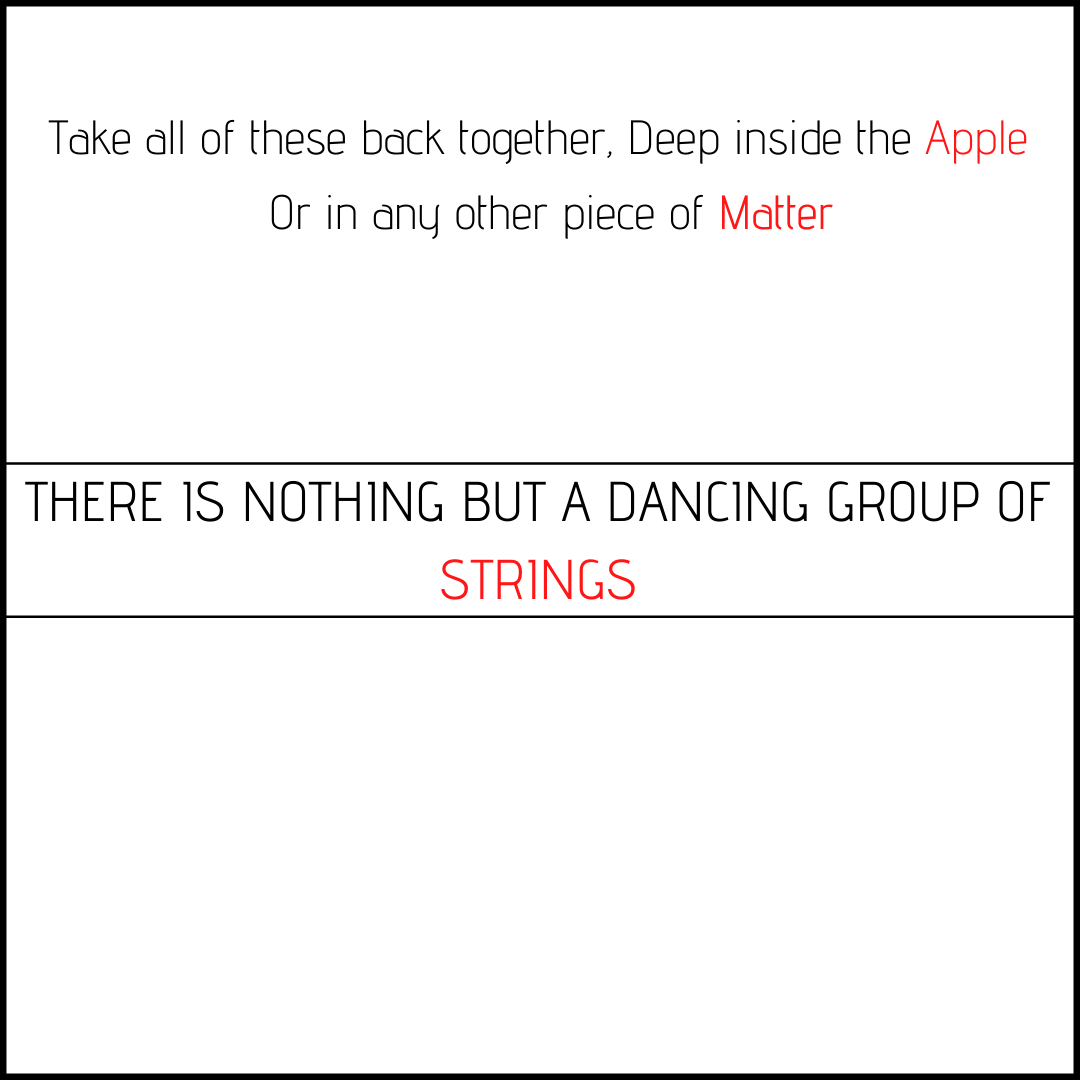 Take all of these back together, Deep inside the Apple
Or in any other piece of Matter
THERE IS NOTHING BUT A DANCING GROUP OF
STRINGS